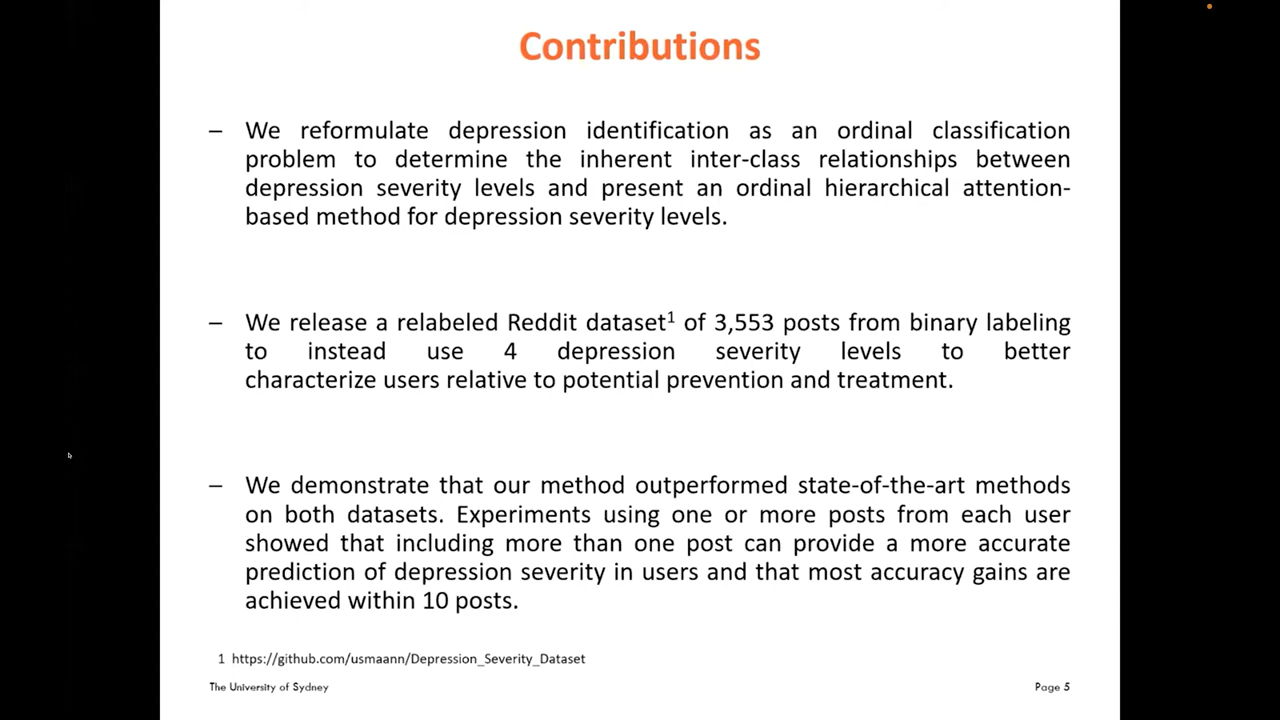 Contributions
– We reformulate depression identification as an ordinal classification
problem to determine the inherent inter-class relationships between
depression severity levels and present an ordinal hierarchical attention-
based method for depression severity levels.
– We release a relabeled Reddit dataset1 of 3,553 posts from binary labeling
to instead use 4 depression severity levels to better
characterize users relative to potential prevention and treatment.
– We demonstrate that our method outperformed state-of-the-art methods
on both datasets. Experiments using one or more posts from each user
showed that including more than one post can provide a more accurate
prediction of depression severity in users and that most accuracy gains are
achieved within 10 posts.
1 https://github.com/usmaann/Depression_Severity_Dataset
The University of Sydney Page 5